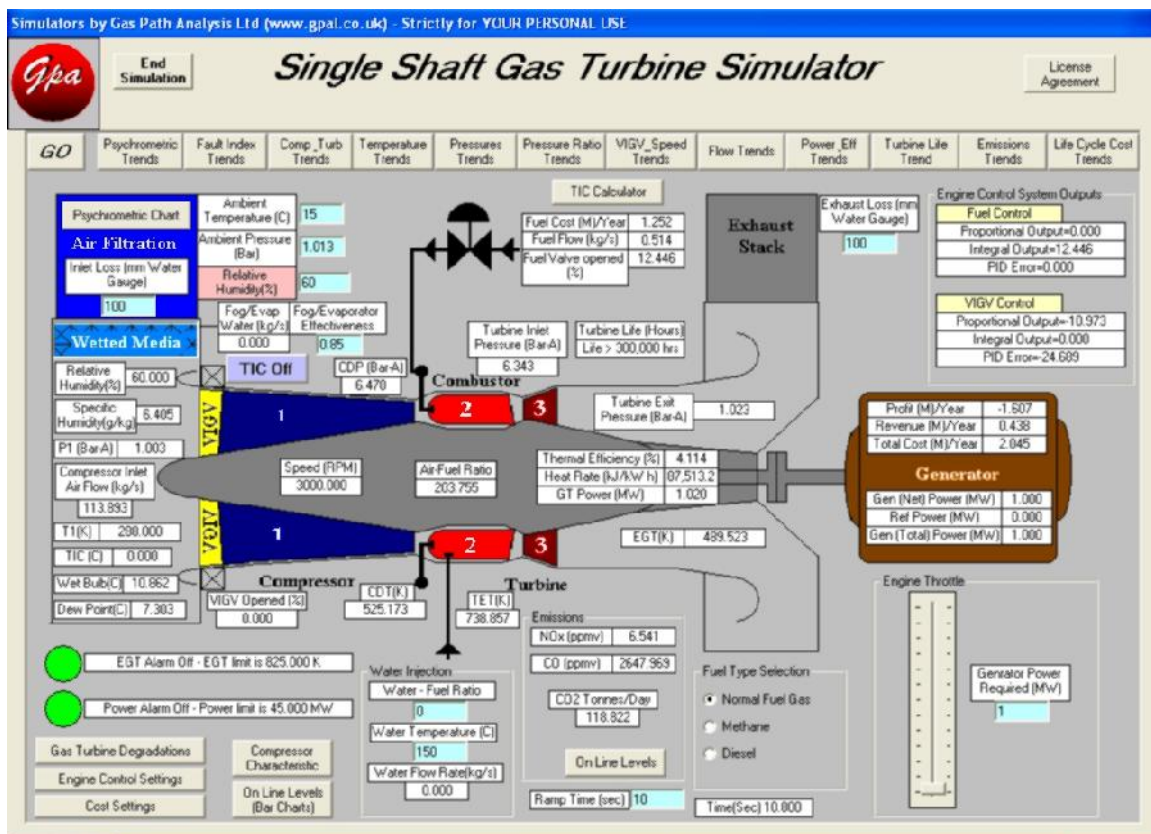 Simulators by Gas Path Analysis Ltd (www.gpal.co.uk) - Strictly for YOUR PERSONAL USE
Gpa
End
Simulation
Single Shaft Gas Turbine Simulator
License
Agreement
GO
Psychrometric
Trends
Fault Index
Trends
Comp_Turb
Trends
Temperature
Trends
Pressures
Trends
Pressure Ratio
Trends
VIGV_Speed
Trends
Flow Trends
Power_Eff
Trends
Turbine Life
Trend
Emissions
Trends
Life Cycle Cost
Trends
Psychrometric Chart
Air Filtration
Inlet Loss (mm Water
Gauge)
100
Ambient
Temperature (C)
15
Ambient Pressure
(Bar)
1.013
Relative
Humidity(%)
60
TIC Calculator
Fuel Cost (M)/Year
1.252
Fuel Flow (kg/s)
0.514
Fuel Valve opened
(%)
12.446
Exhaust
Stack
Exhaust Loss (mm
Water Gauge)
100
Engine Control System Outputs
Fuel Control
Proportional Output=0.000
Integral Output=12.446
PID Error=0.000
VIGV Control
Proportional Output=-10.973
Integral Output=0.000
PID Error=-24.689
Wetted Media
Fog/Evap
Water (kg/s)
0.000
Fog/Evaporator
Effectiveness
0.85
TIC Off
CDP (Bar-A)
6.470
Turbine Inlet
Pressure (Bar-A)
6.343
Turbine Life (Hours)
Life > 300,000 hrs
Combustor
Relative
Humidity(%)
60.000
Specific
Humidity(g/kg)
6.405
P1 (Bar-A)
1.003
Compressor Inlet
Air Flow (kg/s)
113.893
T1(K)
288.000
TIC (C)
0.000
Wet Bulb(C)
10.862
Dew Point(C)
7.303
VIGV
1
2
3
Turbine Exit
Pressure (Bar-A)
1.023
Speed (RPM)
3000.000
Air-Fuel Ratio
203.755
Thermal Efficiency (%)
4.114
Heat Rate (kJ/kW h)
87,513.2
GT Power (MW)
1.020
Profit (M)/Year
-1.607
Revenue (M)/Year
0.438
Total Cost (M)/Year
2.045
Generator
Gen (Net) Power (MW)
1.000
Ref Power (MW)
0.000
Gen (Total) Power (MW)
1.000
VIGV
1
2
3
EGT(K)
489.523
Compressor
Turbine
VIGV Opened (%)
0.000
CDT(K)
525.173
TET(K)
738.857
Emissions
NOx (ppmv)
6.541
CO (ppmv)
2647.969
CO2 Tonnes/Day
118.822
On Line Levels
EGT Alarm Off - EGT limit is 825.000 K
Power Alarm Off - Power limit is 45.000 MW
Water Injection
Water - Fuel Ratio
0
Water Temperature (C)
150
Water Flow Rate(kg/s)
0.000
Fuel Type Selection
Normal Fuel Gas
Methane
Diesel
Engine Throttle
Genrator Power
Required (MW)
1
Gas Turbine Degradations
Engine Control Settings
Cost Settings
Compressor
Characteristic
On Line Levels
(Bar Charts)
Ramp Time (sec)
10
Time(Sec) 10.800